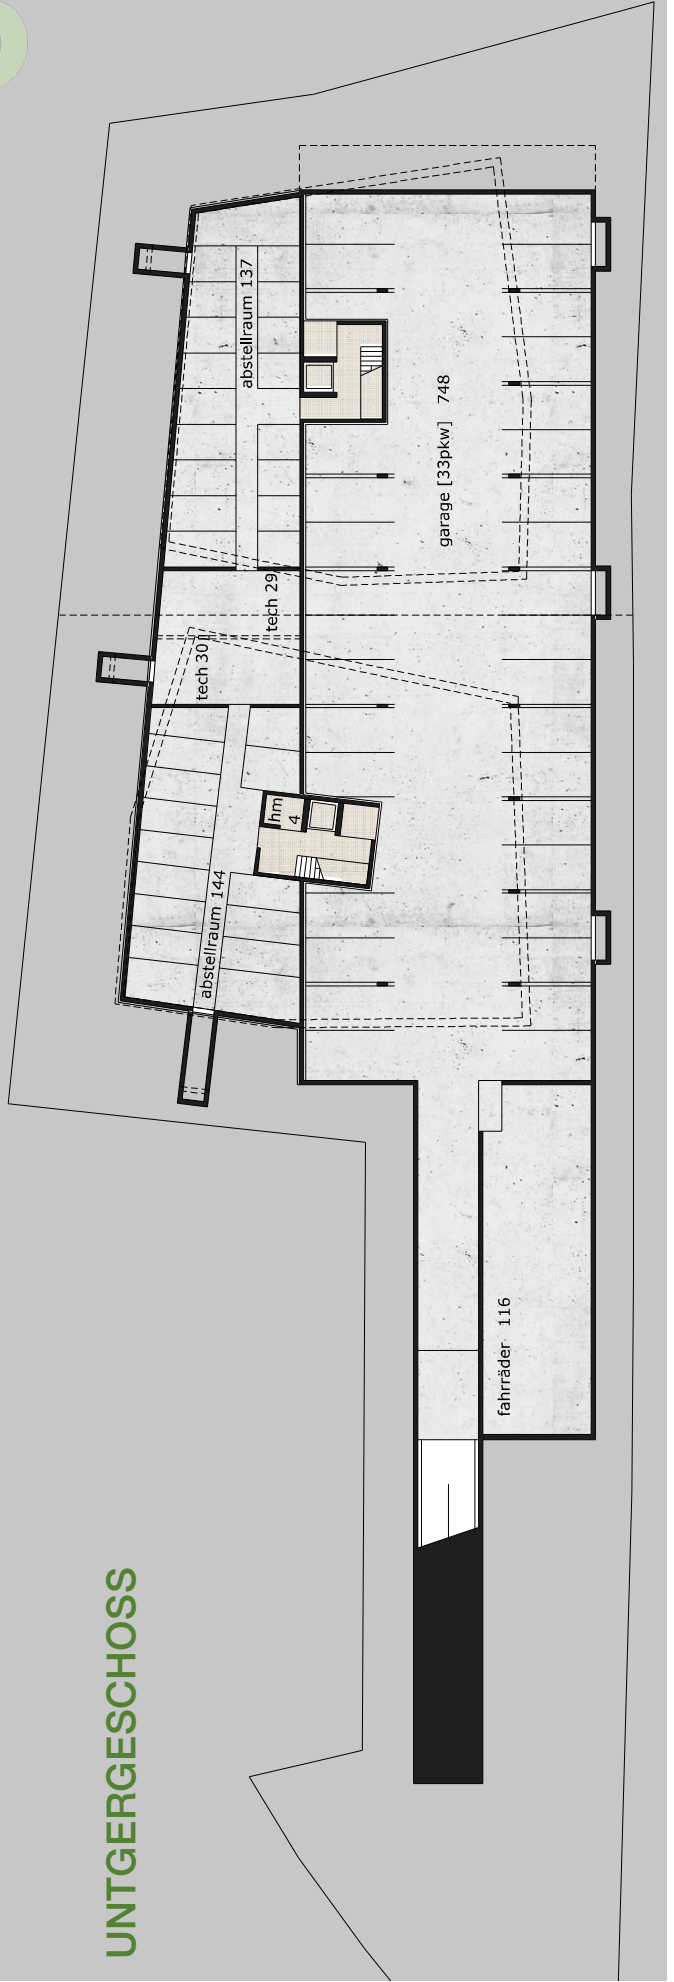 abstellraum 137
garage [33pkw] 748
tech 29
tech 30
hm
4
abstellraum 144
fahrräder 116
UNTGERGESCHOSS